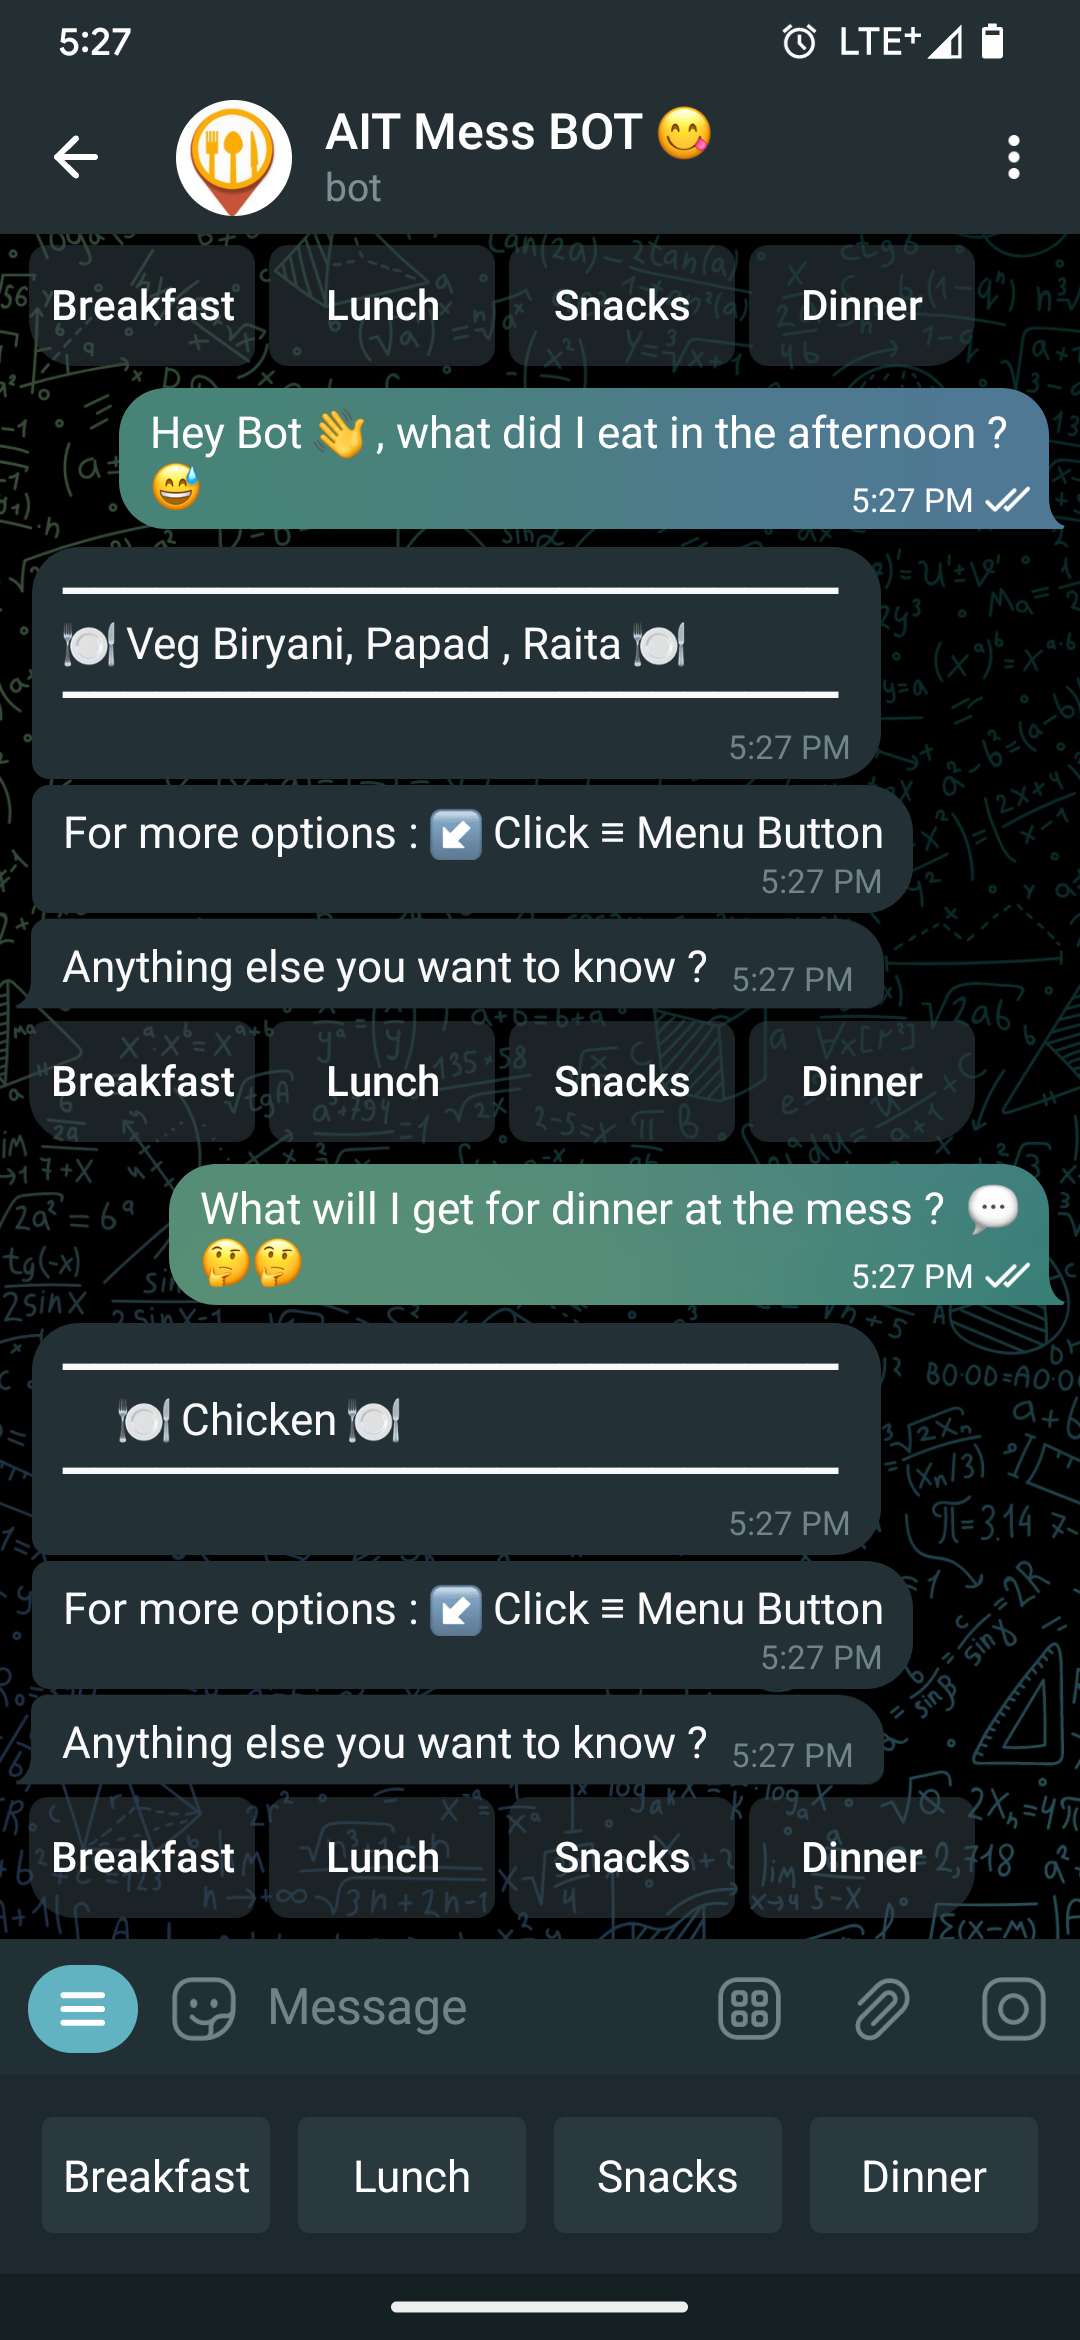 5:27
LTE+
AIT Mess BOT 😋
bot
Breakfast Lunch Snacks Dinner
Hey Bot 👋 , what did I eat in the afternoon ?
😅
5:27 PM
🍽 Veg Biryani, Papad , Raita 🍽
5:27 PM
For more options : ↙️ Click ≡ Menu Button
5:27 PM
Anything else you want to know ? 5:27 PM
Breakfast Lunch Snacks Dinner
What will I get for dinner at the mess ? 💬
🤔🤔
5:27 PM
🍽 Chicken 🍽
5:27 PM
For more options : ↙️ Click ≡ Menu Button
5:27 PM
Anything else you want to know ? 5:27 PM
Breakfast Lunch Snacks Dinner
Message
Breakfast Lunch Snacks Dinner